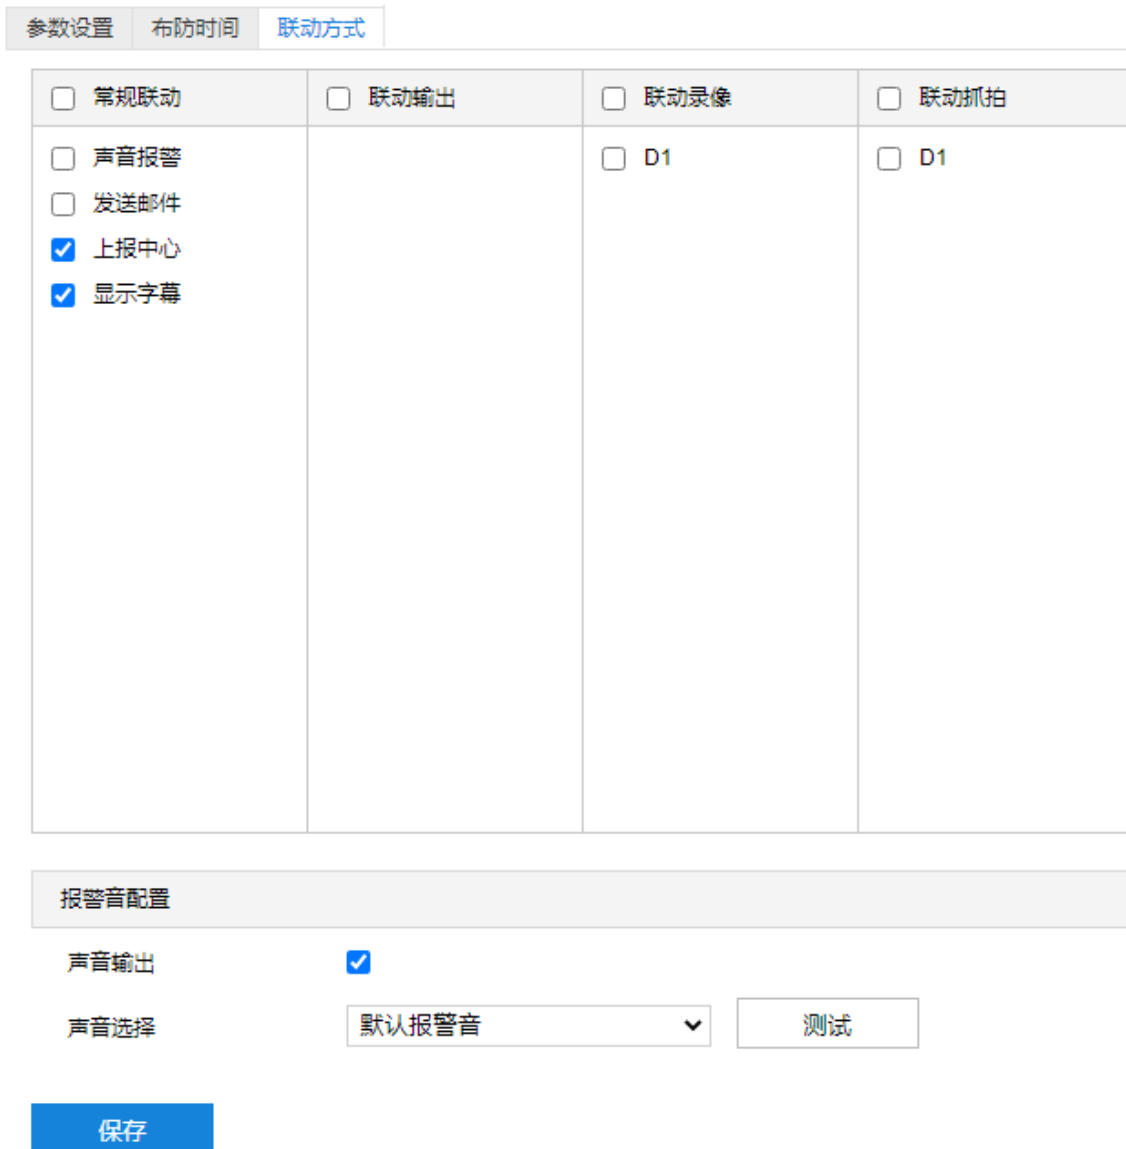 参数设置 布防时间 联动方式
常规联动 联动输出 联动录像 联动抓拍
声音报警 D1 D1
发送邮件
上报中心
显示字幕
报警音配置
声音输出
声音选择 默认报警音 测试
保存